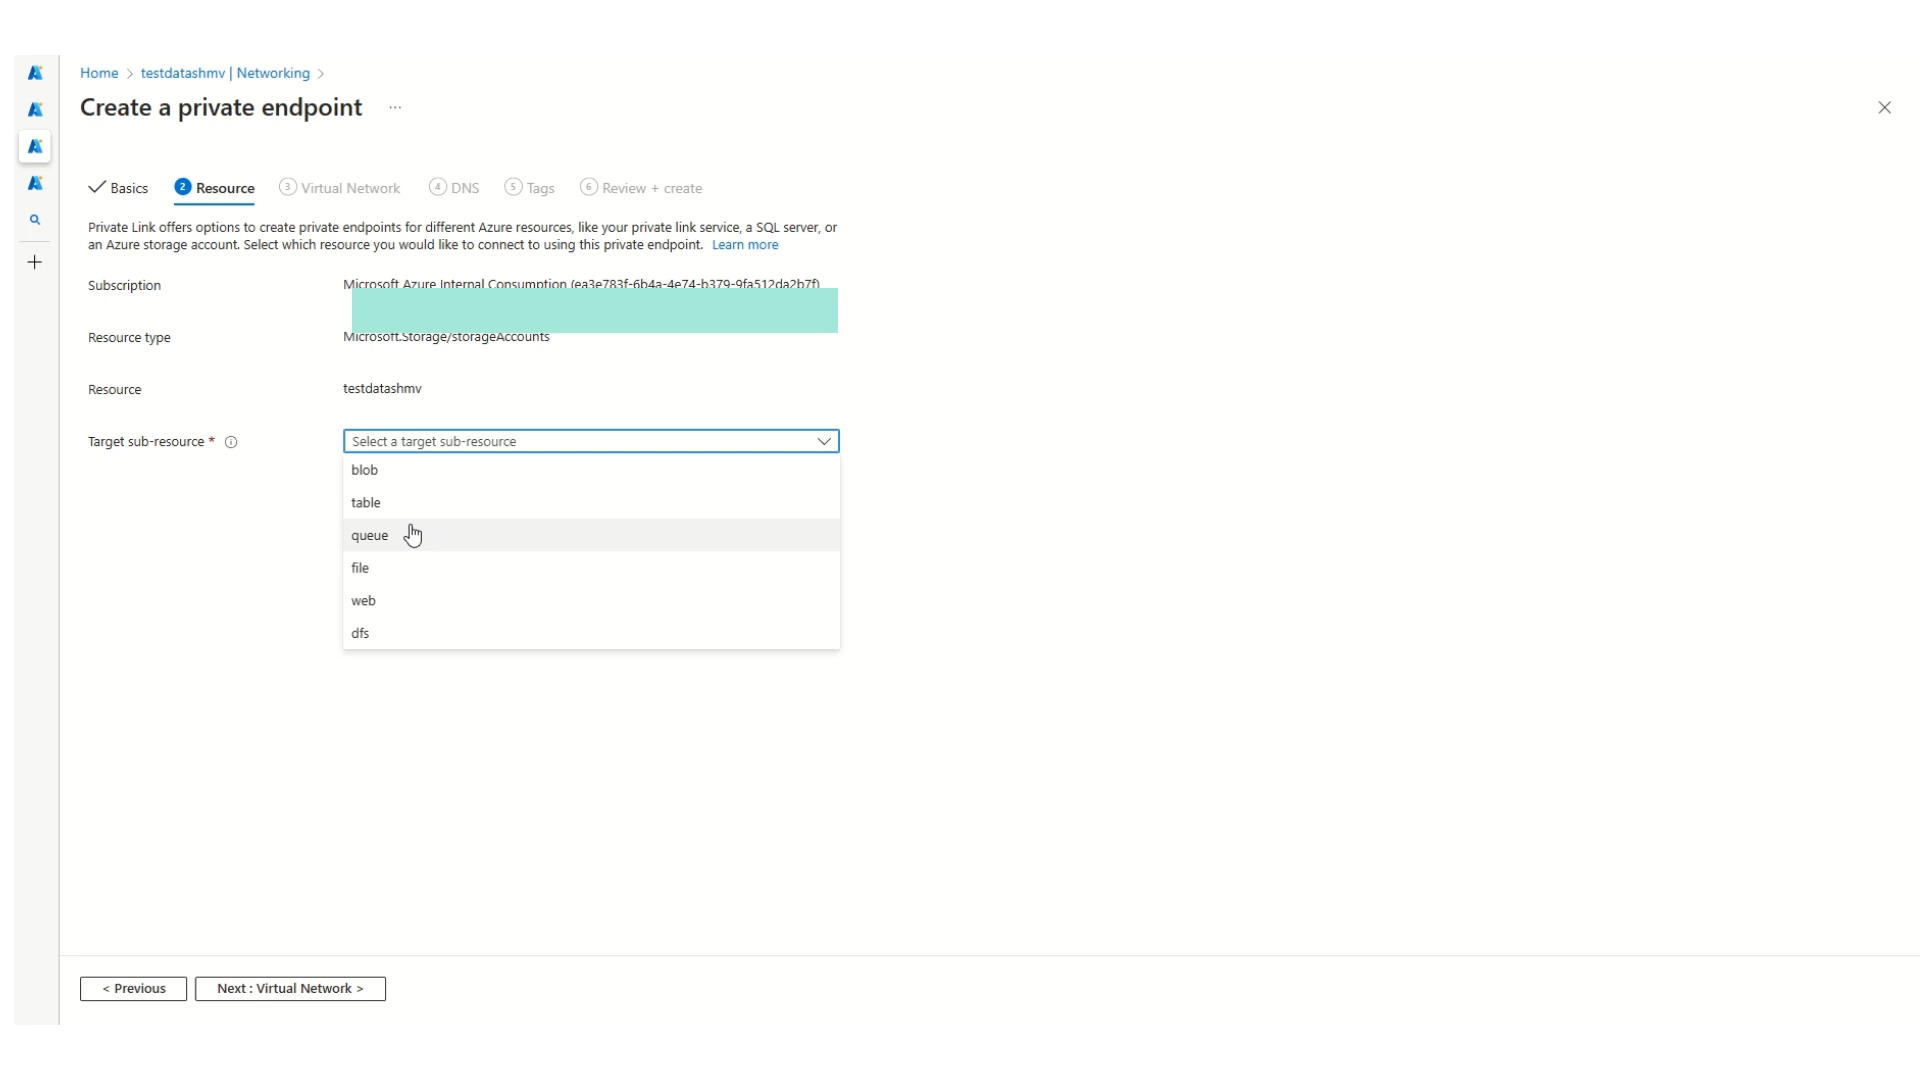 Home > testdatashmv | Networking >
Create a private endpoint ...
Basics 2 Resource 3 Virtual Network 4 DNS 5 Tags 6 Review + create
Private Link offers options to create private endpoints for different Azure resources, like your private link service, a SQL server, or
an Azure storage account. Select which resource you would like to connect to using this private endpoint. Learn more
Subscription Microsoft Azure Internal Consumption (ea3e783f-6b4a-4e74-b379-9fa512da2b7f)
Resource type Microsoft.Storage/storageAccounts
Resource testdatashmv
Target sub-resource * Select a target sub-resource
blob
table
queue
file
web
dfs
< Previous Next : Virtual Network >